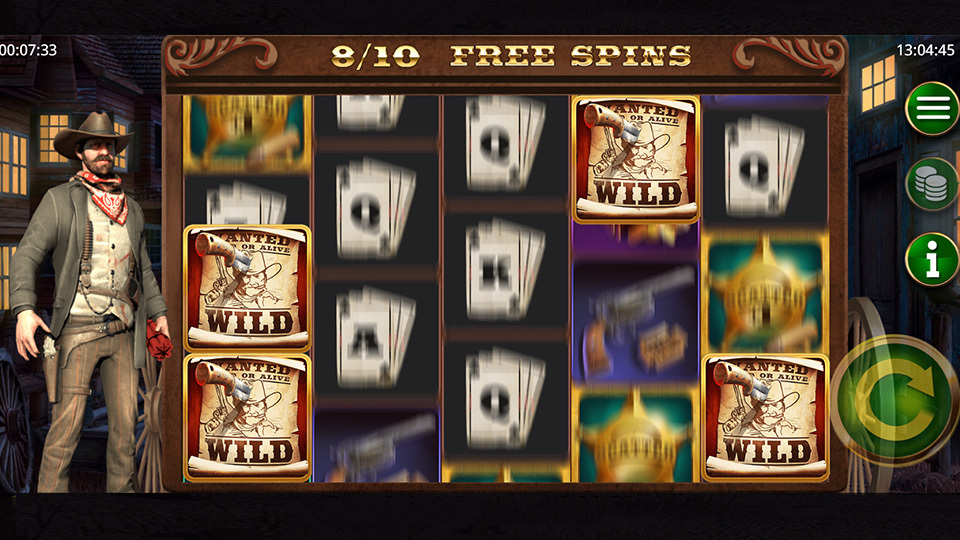 00:07:33
8/10 FREE SPINS
13:04:45
WANTED
OR ALIVE
WILD
Q
Q
Q
WANTED
OR ALIVE
WILD
K
A
Q
WANTED
OR ALIVE
WILD
WANTED
OR ALIVE
WILD
i